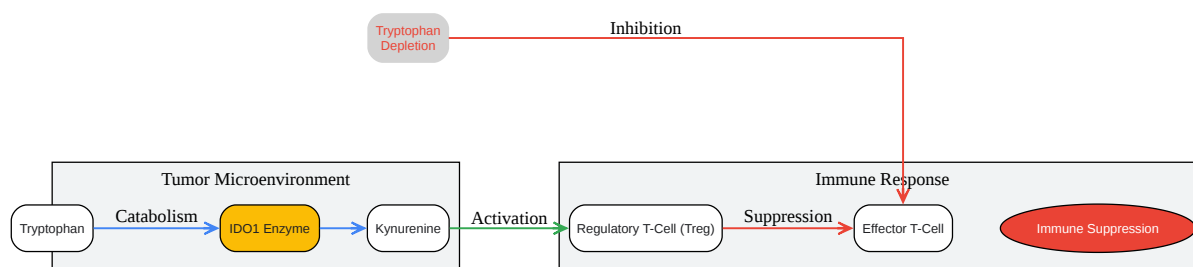 Tryptophan
Depletion
Inhibition
Tumor Microenvironment
Immune Response
Tryptophan
Catabolism
IDO1 Enzyme
Kynurenine
Activation
Regulatory T-Cell (Treg)
Suppression
Effector T-Cell
Immune Suppression